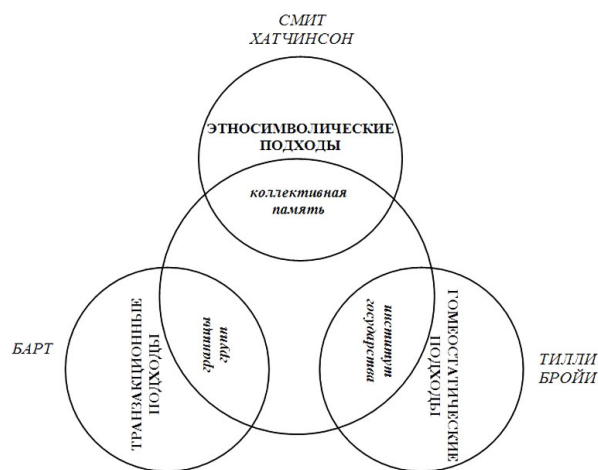 СМИТ
ХАТЧИНСОН
ЭТНОСИМВОЛИЧЕСКИЕ
ПОДХОДЫ
коллективная
память
БАРТ
ТРАНЗАКЦИОННЫЕ
ПОДХОДЫ
границы
групп
институт
государства
ГОМЕОСТАТИЧЕСКИЕ
ПОДХОДЫ
ТИЛЛИ
БРОЙИ